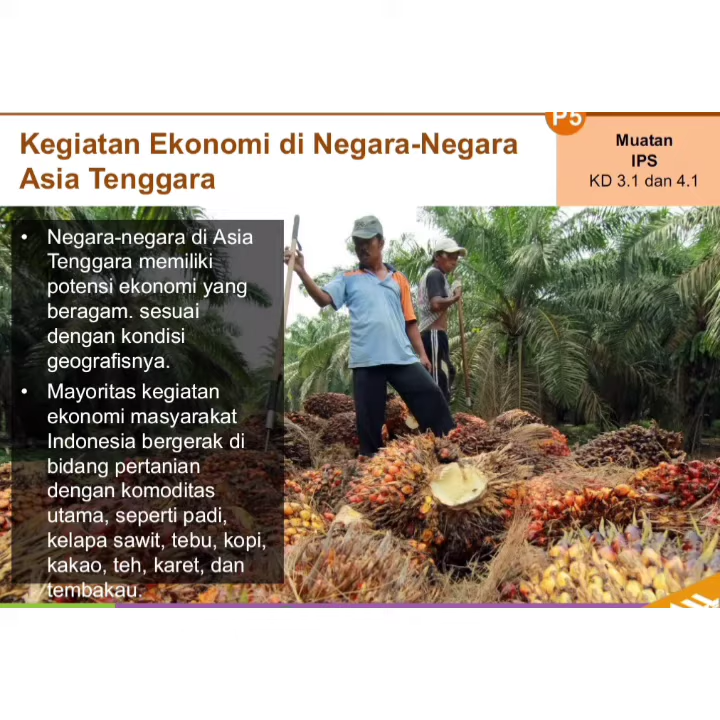 P5
Kegiatan Ekonomi di Negara-Negara
Asia Tenggara
Muatan
IPS
KD 3.1 dan 4.1
• Negara-negara di Asia
Tenggara memiliki
potensi ekonomi yang
beragam. sesuai
dengan kondisi
geografisnya.
• Mayoritas kegiatan
ekonomi masyarakat
Indonesia bergerak di
bidang pertanian
dengan komoditas
utama, seperti padi,
kelapa sawit, tebu, kopi,
kakao, teh, karet, dan
tembakau.